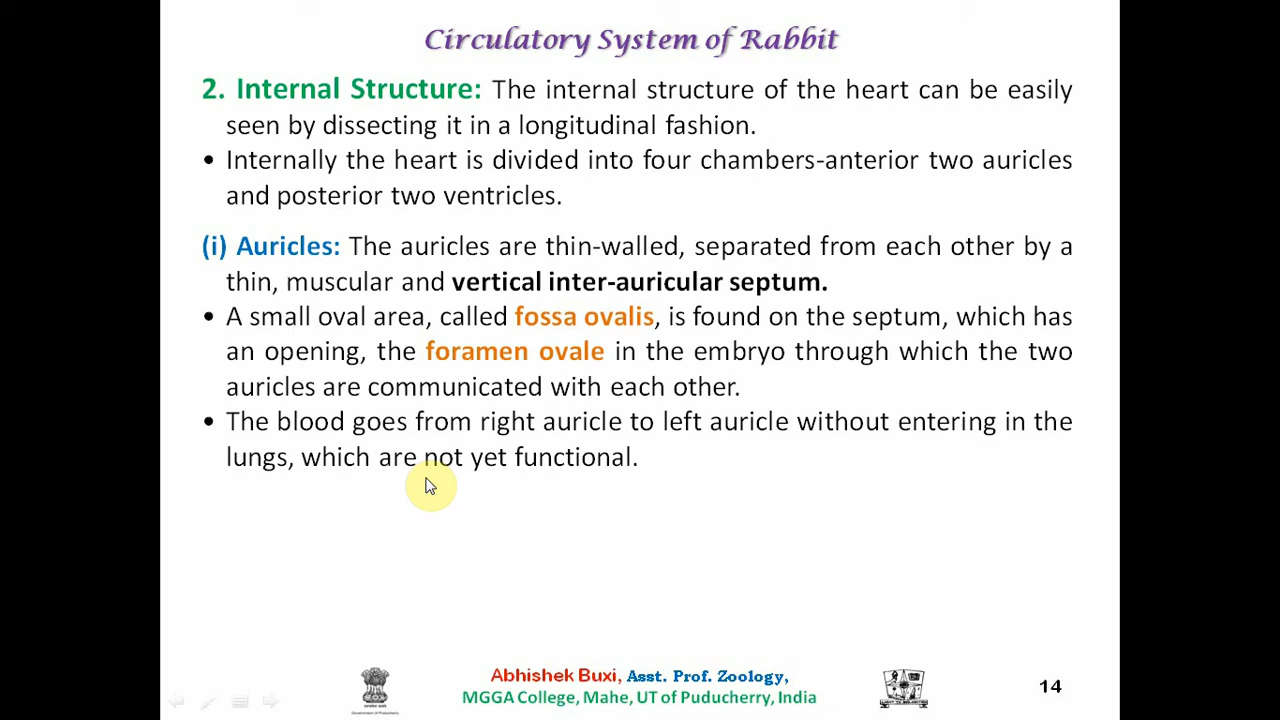 Circulatory System of Rabbit
2. Internal Structure: The internal structure of the heart can be easily
seen by dissecting it in a longitudinal fashion.
• Internally the heart is divided into four chambers-anterior two auricles
and posterior two ventricles.
(i) Auricles: The auricles are thin-walled, separated from each other by a
thin, muscular and vertical inter-auricular septum.
• A small oval area, called fossa ovalis, is found on the septum, which has
an opening, the foramen ovale in the embryo through which the two
auricles are communicated with each other.
• The blood goes from right auricle to left auricle without entering in the
lungs, which are not yet functional.
Abhishek Buxi, Asst. Prof. Zoology,
MGGA College, Mahe, UT of Puducherry, India
14